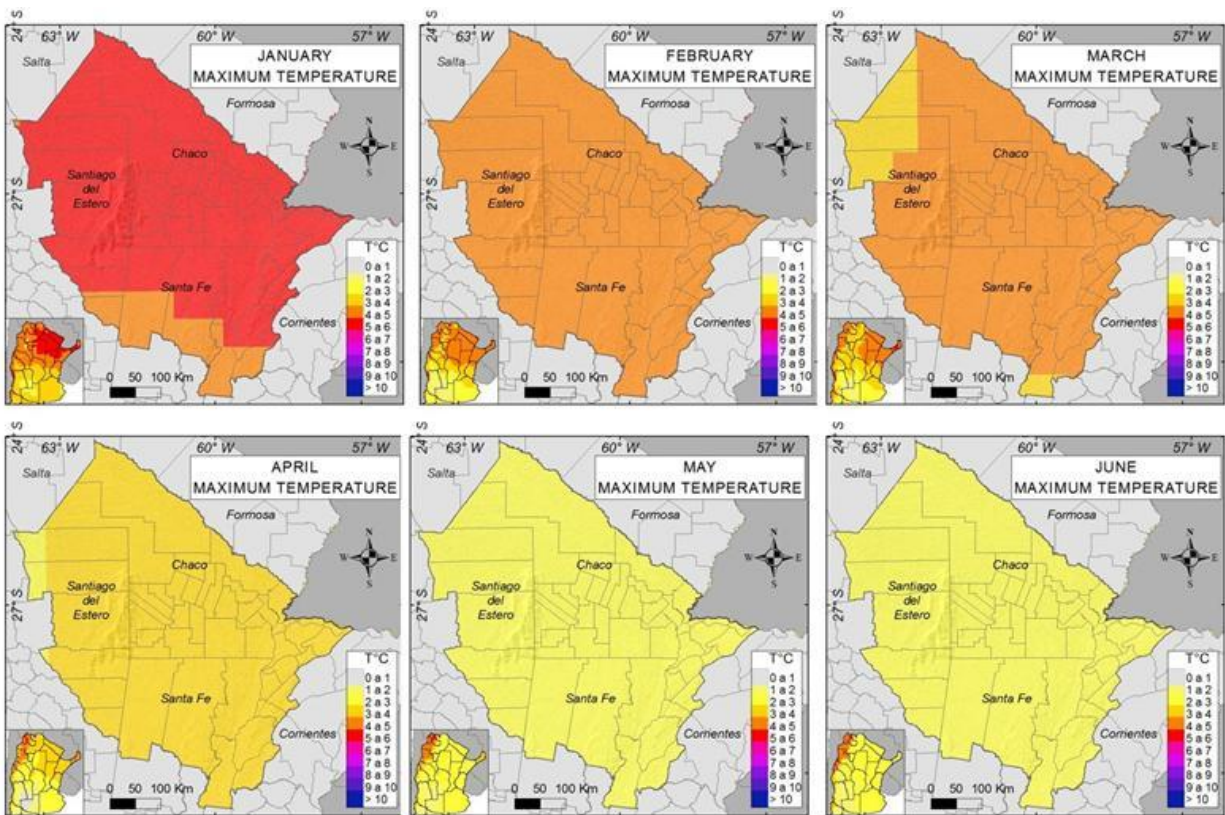 24° S
63° W
60° W
57° W
JANUARY
MAXIMUM TEMPERATURE
Salta
Formosa
N
W E
S
Chaco
27° S
Santiago
del
Estero
T°C
0 a 1
1 a 2
2 a 3
3 a 4
4 a 5
5 a 6
6 a 7
7 a 8
8 a 9
9 a 10
> 10
Santa Fe
Corrientes
0 50 100 Km
24° S
63° W
60° W
57° W
FEBRUARY
MAXIMUM TEMPERATURE
Salta
Formosa
N
W E
S
Chaco
27° S
Santiago
del
Estero
T°C
0 a 1
1 a 2
2 a 3
3 a 4
4 a 5
5 a 6
6 a 7
7 a 8
8 a 9
9 a 10
> 10
Santa Fe
Corrientes
0 50 100 Km
24° S
63° W
60° W
57° W
MARCH
MAXIMUM TEMPERATURE
Salta
Formosa
N
W E
S
Chaco
27° S
Santiago
del
Estero
T°C
0 a 1
1 a 2
2 a 3
3 a 4
4 a 5
5 a 6
6 a 7
7 a 8
8 a 9
9 a 10
> 10
Santa Fe
Corrientes
0 50 100 Km
24° S
63° W
60° W
57° W
APRIL
MAXIMUM TEMPERATURE
Salta
Formosa
N
W E
S
Chaco
27° S
Santiago
del
Estero
T°C
0 a 1
1 a 2
2 a 3
3 a 4
4 a 5
5 a 6
6 a 7
7 a 8
8 a 9
9 a 10
> 10
Santa Fe
Corrientes
0 50 100 Km
24° S
63° W
60° W
57° W
MAY
MAXIMUM TEMPERATURE
Salta
Formosa
N
W E
S
Chaco
27° S
Santiago
del
Estero
T°C
0 a 1
1 a 2
2 a 3
3 a 4
4 a 5
5 a 6
6 a 7
7 a 8
8 a 9
9 a 10
> 10
Santa Fe
Corrientes
0 50 100 Km
24° S
63° W
60° W
57° W
JUNE
MAXIMUM TEMPERATURE
Salta
Formosa
N
W E
S
Chaco
27° S
Santiago
del
Estero
T°C
0 a 1
1 a 2
2 a 3
3 a 4
4 a 5
5 a 6
6 a 7
7 a 8
8 a 9
9 a 10
> 10
Santa Fe
Corrientes
0 50 100 Km